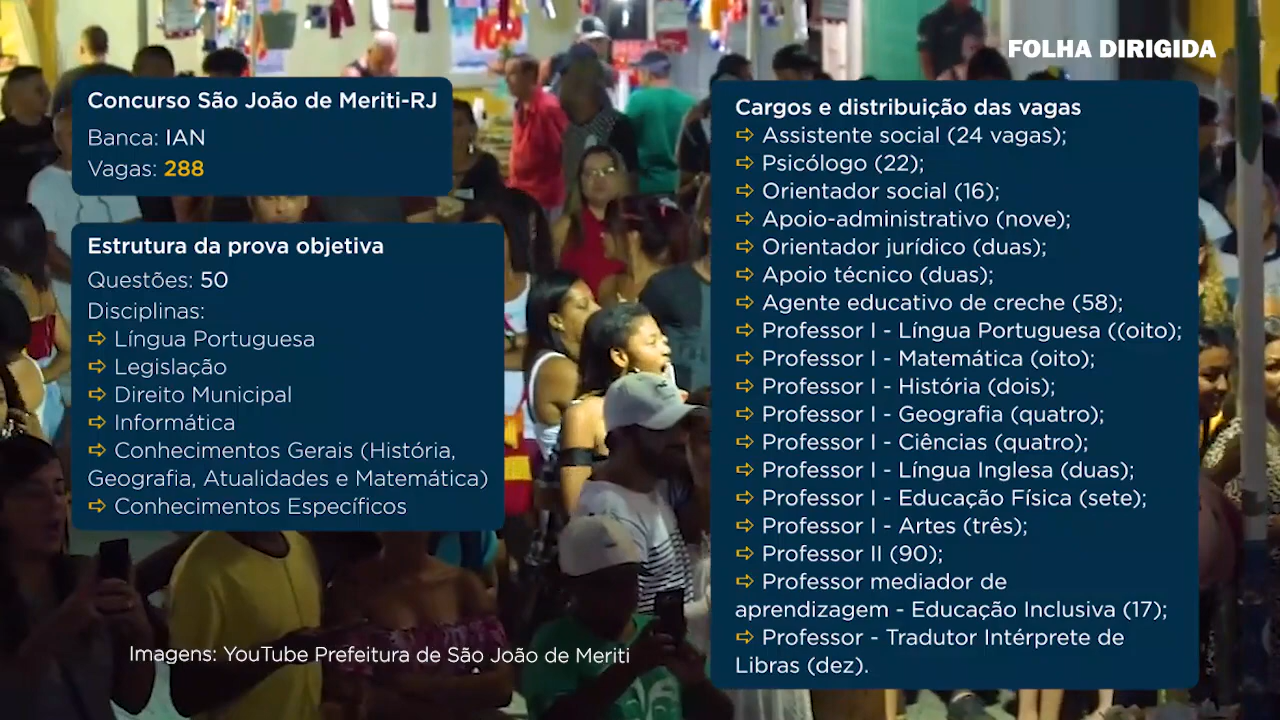 FOLHA DIRIGIDA
Concurso São João de Meriti-RJ
Banca: IAN
Vagas: 288
Estrutura da prova objetiva
Questões: 50
Disciplinas:
⇨ Língua Portuguesa
⇨ Legislação
⇨ Direito Municipal
⇨ Informática
⇨ Conhecimentos Gerais (História,
Geografia, Atualidades e Matemática)
⇨ Conhecimentos Específicos
Imagens: YouTube Prefeitura de São João de Meriti
Cargos e distribuição das vagas
⇨ Assistente social (24 vagas);
⇨ Psicólogo (22);
⇨ Orientador social (16);
⇨ Apoio-administrativo (nove);
⇨ Orientador jurídico (duas);
⇨ Apoio técnico (duas);
⇨ Agente educativo de creche (58);
⇨ Professor I - Língua Portuguesa ((oito);
⇨ Professor I - Matemática (oito);
⇨ Professor I - História (dois);
⇨ Professor I - Geografia (quatro);
⇨ Professor I - Ciências (quatro);
⇨ Professor I - Língua Inglesa (duas);
⇨ Professor I - Educação Física (sete);
⇨ Professor I - Artes (três);
⇨ Professor II (90);
⇨ Professor mediador de
aprendizagem - Educação Inclusiva (17);
⇨ Professor - Tradutor Intérprete de
Libras (dez).